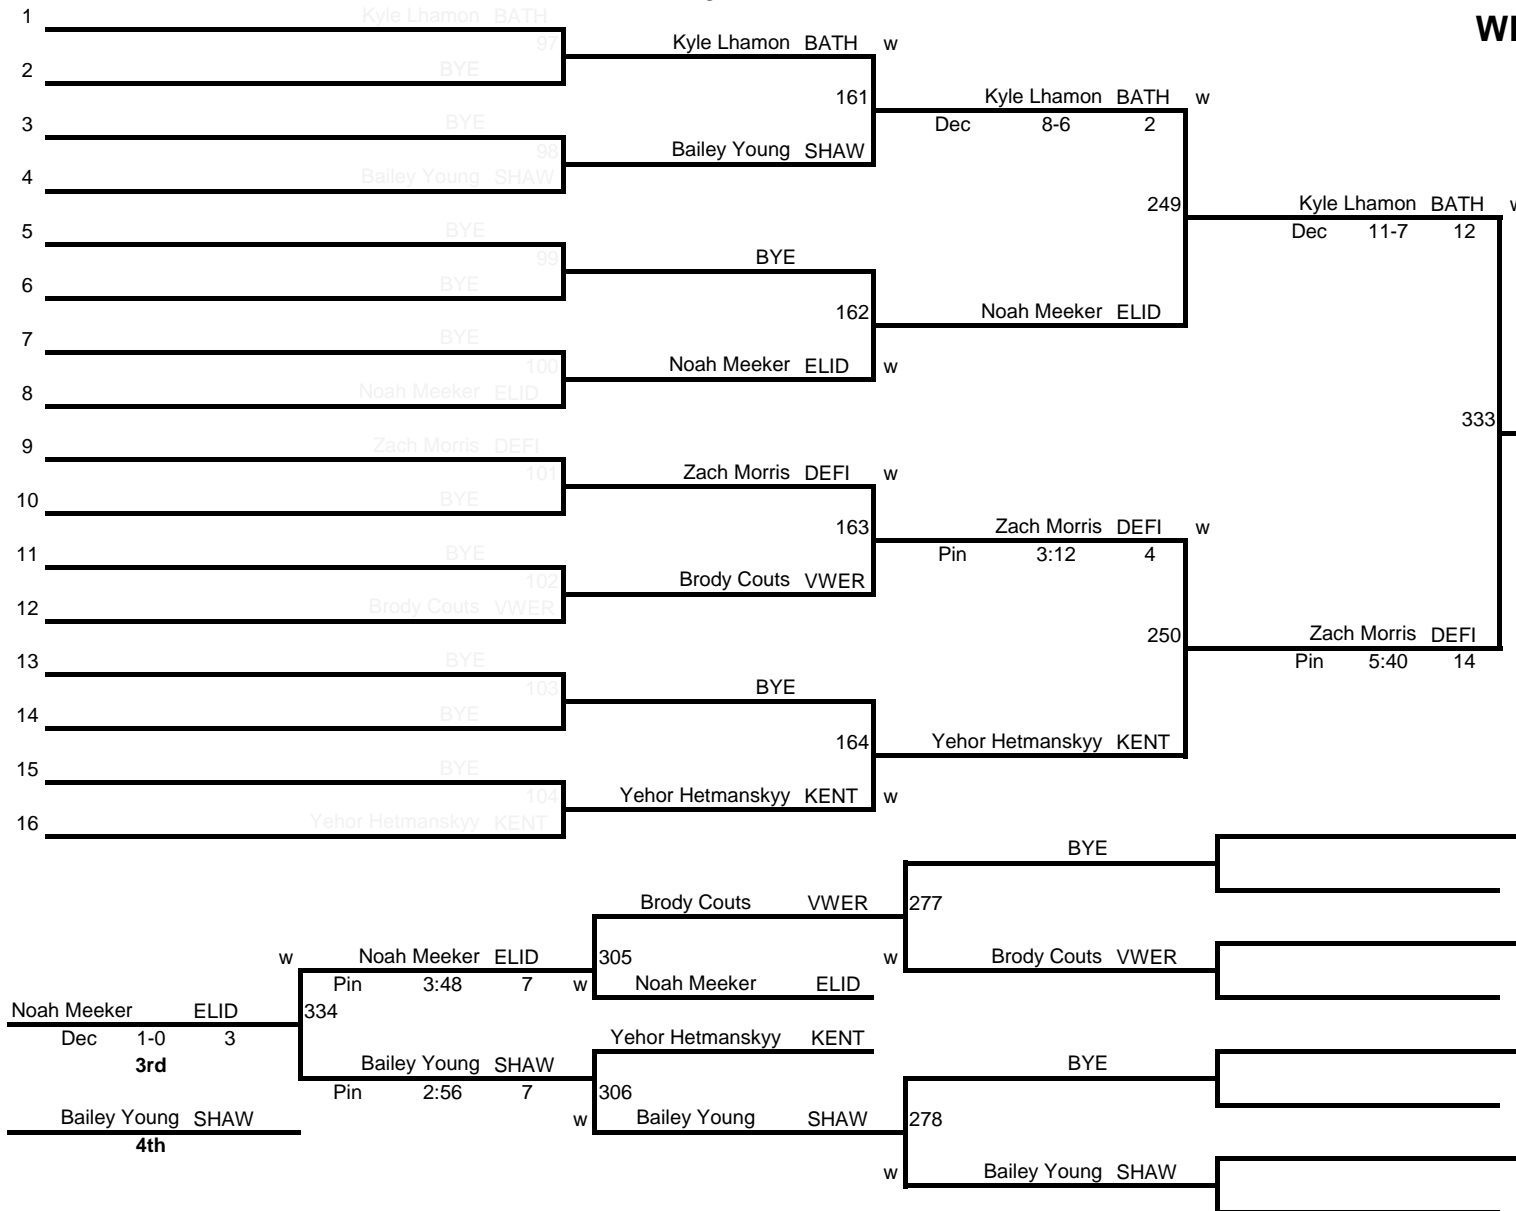 1 Kyle Lhamon BATH
WI
97 Kyle Lhamon BATH w
2 BYE
161 Kyle Lhamon BATH w
3 BYE
Dec 8-6 2
98 Bailey Young SHAW
4 Bailey Young SHAW
249 Kyle Lhamon BATH w
5 BYE
Dec 11-7 12
99 BYE
6 BYE
162 Noah Meeker ELID
7 BYE
100 Noah Meeker ELID w
8 Noah Meeker ELID
333
9 Zach Morris DEFI
101 Zach Morris DEFI w
10 BYE
163 Zach Morris DEFI w
11 BYE
Pin 3:12 4
102 Brody Couts VWER
12 Brody Couts VWER
250 Zach Morris DEFI
13 BYE
Pin 5:40 14
103 BYE
14 BYE
164 Yehor Hetmanskyy KENT
15 BYE
104 Yehor Hetmanskyy KENT w
16 Yehor Hetmanskyy KENT
BYE
Brody Couts VWER 277
w Noah Meeker ELID 305 w Brody Couts VWER
Pin 3:48 7 w Noah Meeker ELID
Noah Meeker ELID 334
Dec 1-0 3 Yehor Hetmanskyy KENT
3rd Bailey Young SHAW BYE
Pin 2:56 7 306
Bailey Young SHAW w Bailey Young SHAW 278
4th
w Bailey Young SHAW